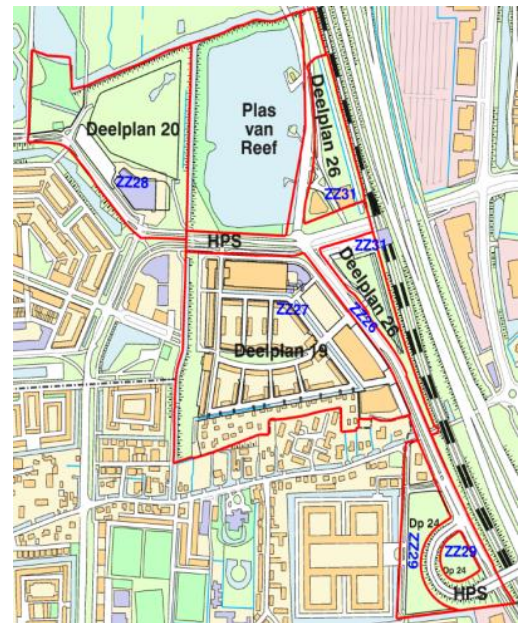 Deelplan 20
Plas
van
Reef
Deelplan 26
ZZ28
ZZ31
HPS
ZZ31
Deelplan 26
ZZ27
ZZ26
Deelplan 19
Dp 24
ZZ29
ZZ29
Dp 24
HPS